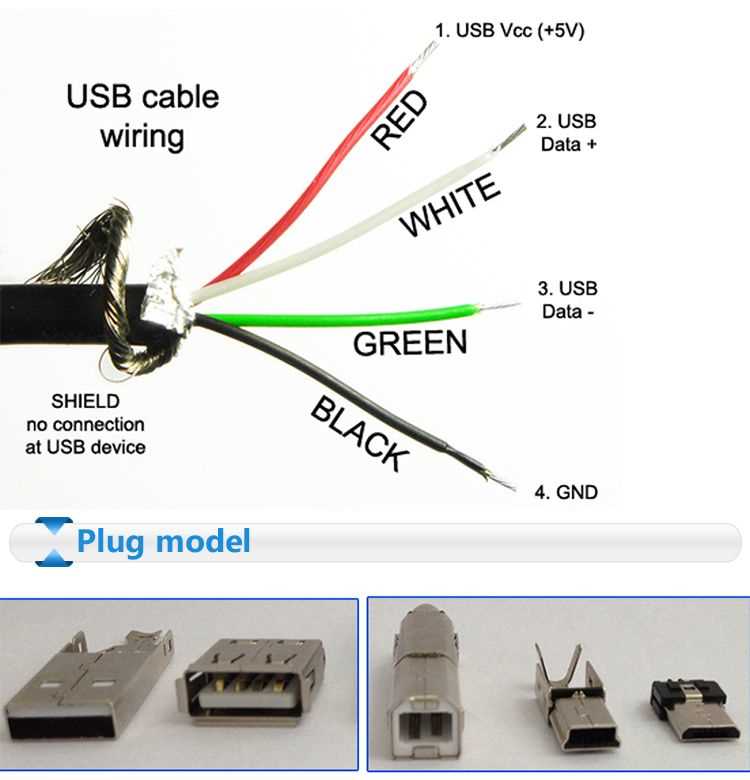 1. USB Vcc (+5V)
USB cable
wiring
RED
2. USB
Data +
WHITE
3. USB
Data -
GREEN
SHIELD
no connection
at USB device
BLACK
4. GND
Plug model